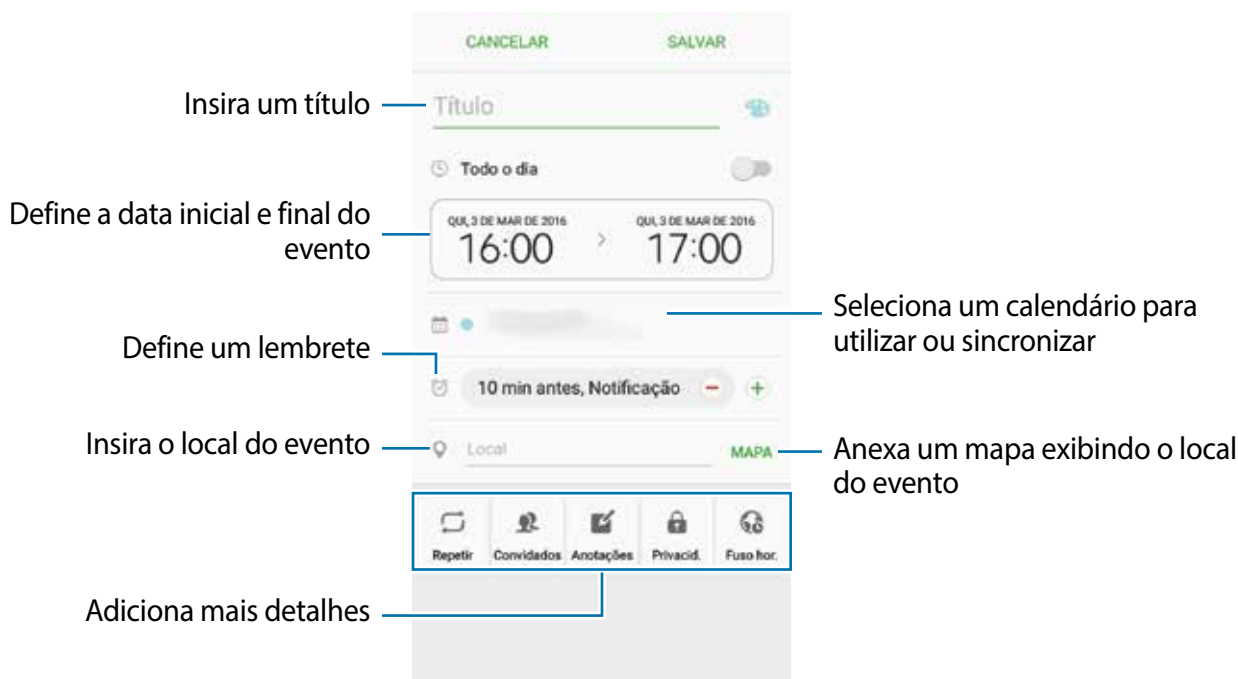 CANCELAR SALVAR
Insira um título
Título
Todo o dia
Define a data inicial e final do
evento
QUI, 3 DE MAR DE 2016 QUI, 3 DE MAR DE 2016
16:00 > 17:00
Seleciona um calendário para
utilizar ou sincronizar
Define um lembrete
10 min antes, Notificação
Insira o local do evento
Local
MAPA
Anexa um mapa exibindo o local
do evento
Repetir Convidados Anotações Privacid. Fuso hor.
Adiciona mais detalhes